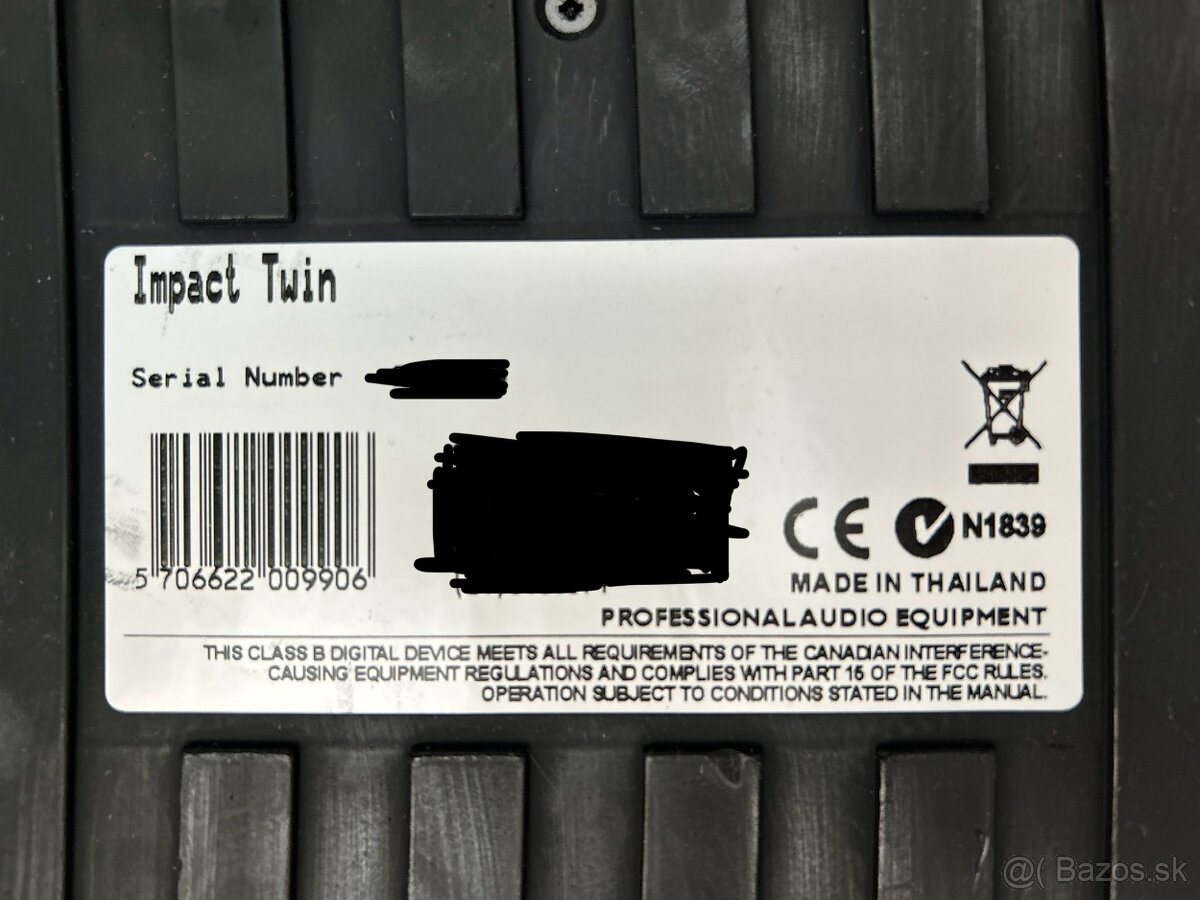 Impact Twin
Serial Number
5 706622 009906
CE N1839
MADE IN THAILAND
PROFESSIONAL AUDIO EQUIPMENT
THIS CLASS B DIGITAL DEVICE MEETS ALL REQUIREMENTS OF THE CANADIAN INTERFERENCE-
CAUSING EQUIPMENT REGULATIONS AND COMPLIES WITH PART 15 OF THE FCC RULES.
OPERATION SUBJECT TO CONDITIONS STATED IN THE MANUAL.
@( Bazos.sk